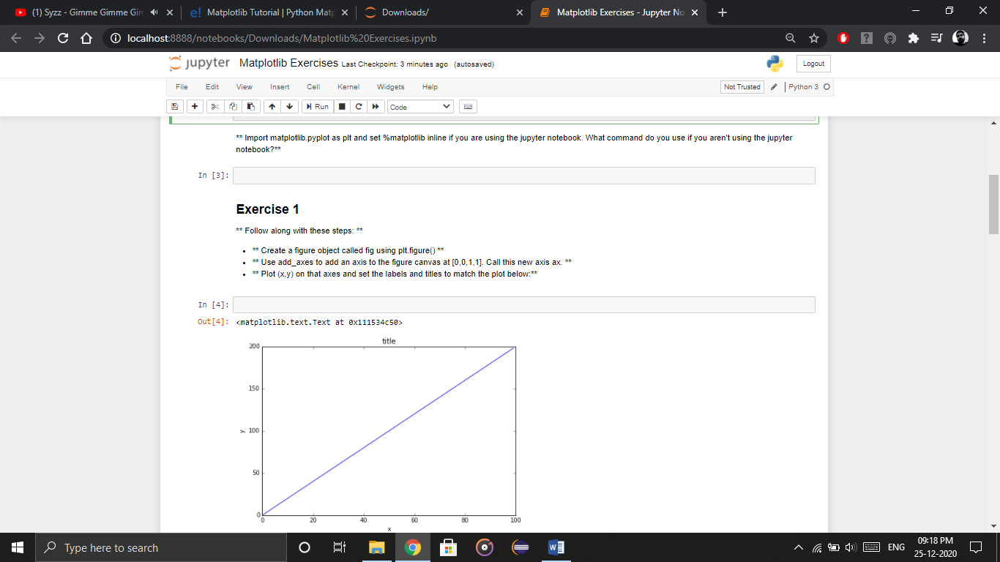 (1) Syzz - Gimme Gimme Gim
Matplotlib Tutorial | Python Matp
Downloads/
Matplotlib Exercises - Jupyter No
localhost:8888/notebooks/Downloads/Matplotlib%20Exercises.ipynb
jupyter Matplotlib Exercises Last Checkpoint: 3 minutes ago (autosaved)
Logout
File Edit View Insert Cell Kernel Widgets Help
Not Trusted
Python 3
Run
Code
** Import matplotlib.pyplot as plt and set %matplotlib inline if you are using the jupyter notebook. What command do you use if you aren't using the jupyter
notebook?**
In [3]:
Exercise 1
** Follow along with these steps: **
• ** Create a figure object called fig using plt.figure() **
• ** Use add_axes to add an axis to the figure canvas at [0,0,1,1]. Call this new axis ax. **
• ** Plot (x,y) on that axes and set the labels and titles to match the plot below:**
In [4]:
Out[4]: <matplotlib.text.Text at 0x111534c50>
title
200
150
y
100
50
0
0 20 40 60 80 100
x
Type here to search
ENG
09:18 PM
25-12-2020